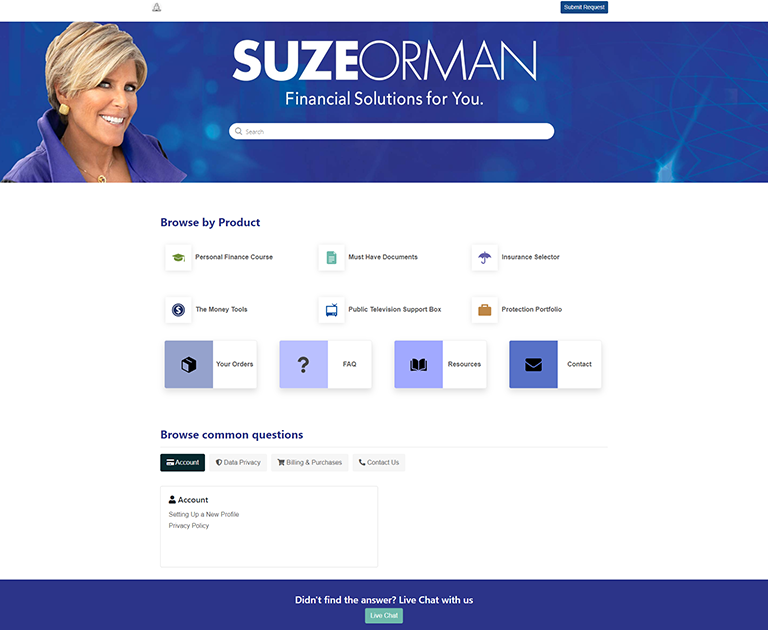 Submit Request
SUZEORMAN
Financial Solutions for You.
Search
Browse by Product
Personal Finance Course
Must Have Documents
Insurance Selector
The Money Tools
Public Television Support Box
Protection Portfolio
Your Orders
FAQ
Resources
Contact
Browse common questions
Account
Data Privacy
Billing & Purchases
Contact Us
Account
Setting Up a New Profile
Privacy Policy
Didn't find the answer? Live Chat with us
Live Chat